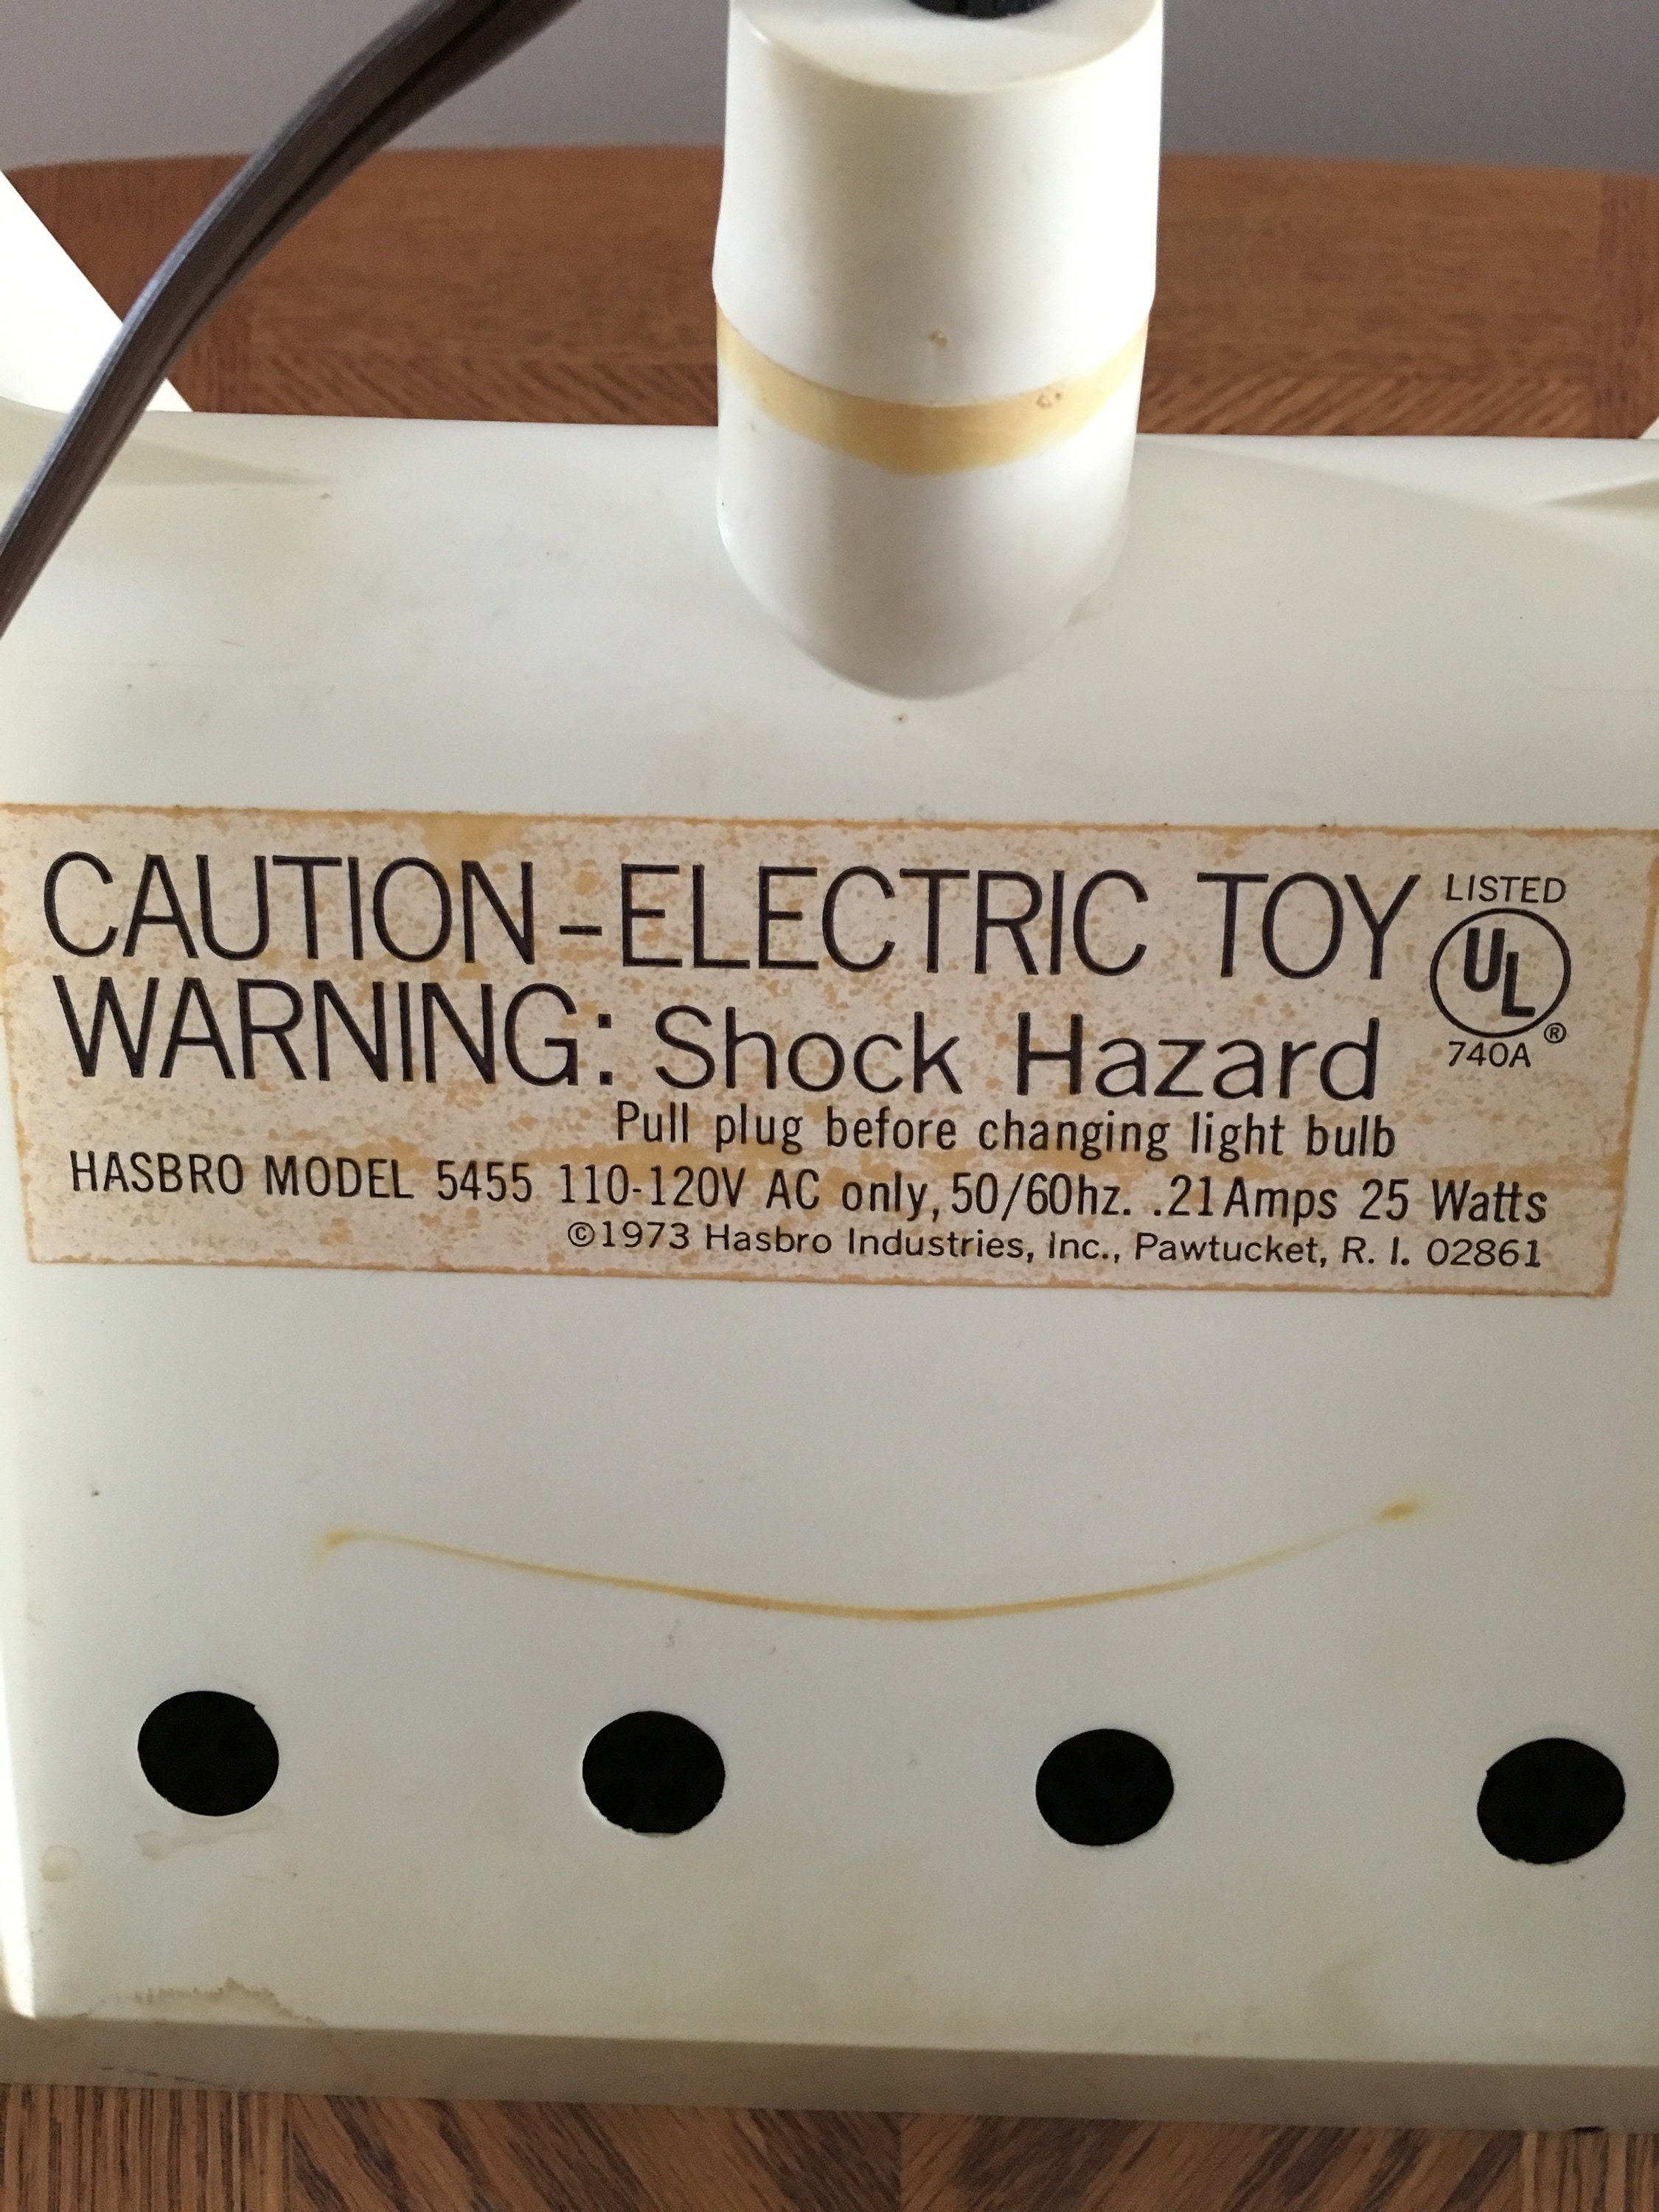 CAUTION-ELECTRIC TOY
WARNING: Shock Hazard
LISTED
UL
®
740A
Pull plug before changing light bulb
HASBRO MODEL 5455 110-120V AC only, 50/60hz. .21Amps 25 Watts
©1973 Hasbro Industries, Inc., Pawtucket, R. I. 02861